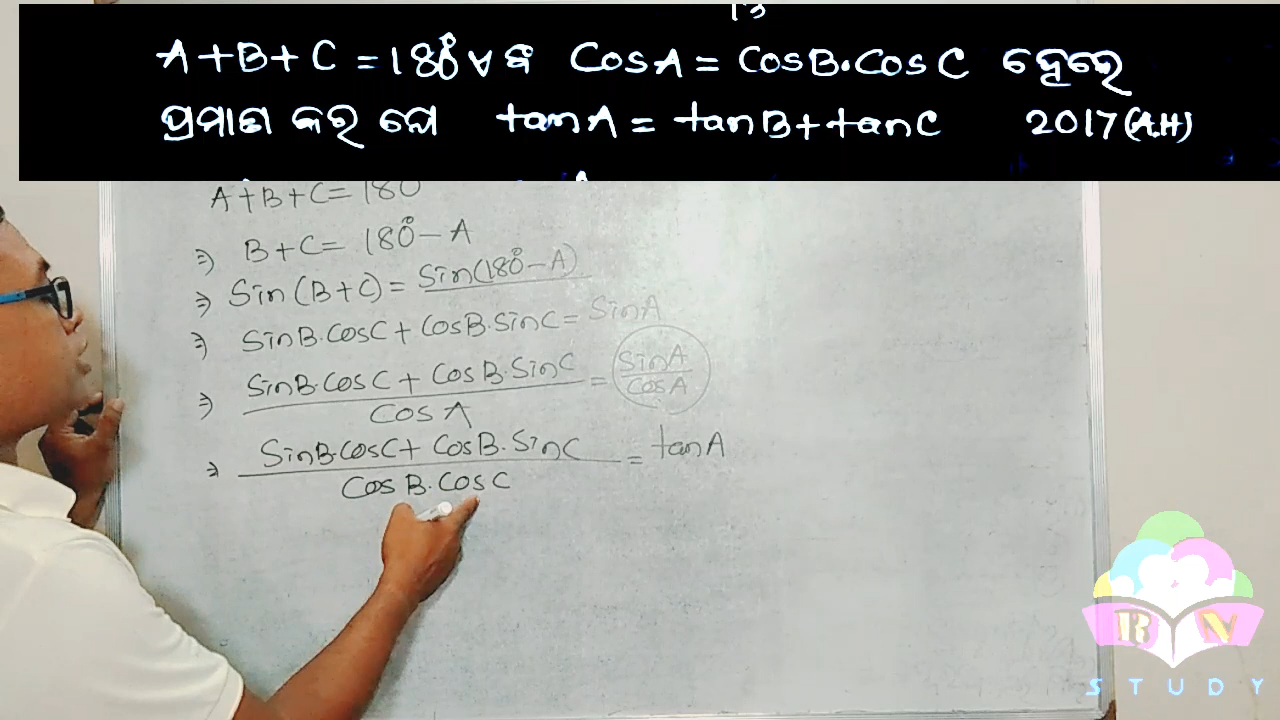 A+B+C = 180° ଏବଂ CosA = CosB.CosC ହେଲେ
ପ୍ରମାଣ କର ଯେ tanA = tanB+tanC 2017(A.H)
A+B+C= 180
⇒ B+C= 180°-A
⇒ Sin(B+C)= Sin(180°-A)
⇒ SinB.cosC+cosB.sinC= SinA
⇒ SinB.cosC + cosB.Sinc / cos A = SinA / cosA
⇒ SinB.cosC+ cosB.Sinc / cosB.cosC = tanA
B N
STUDY